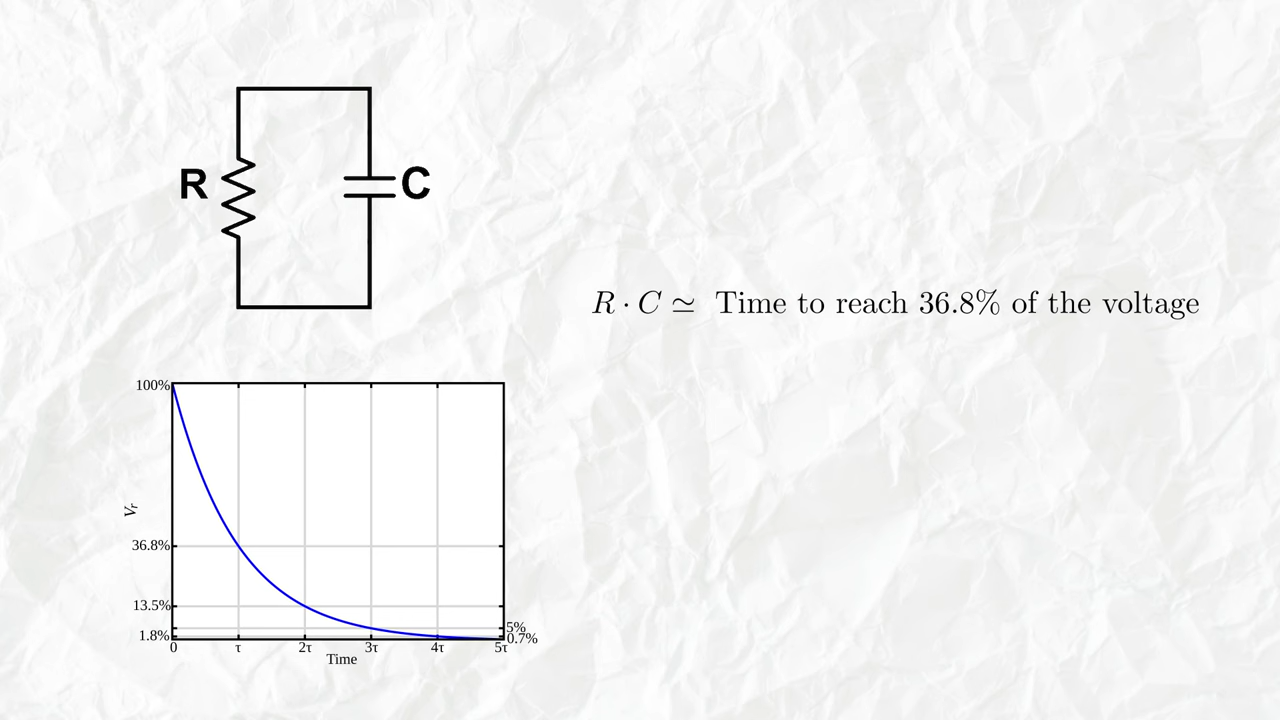 R
C
R · C ≃ Time to reach 36.8% of the voltage
100%
V_r
36.8%
13.5%
5%
1.8%
0.7%
0 τ 2τ 3τ 4τ 5τ
Time